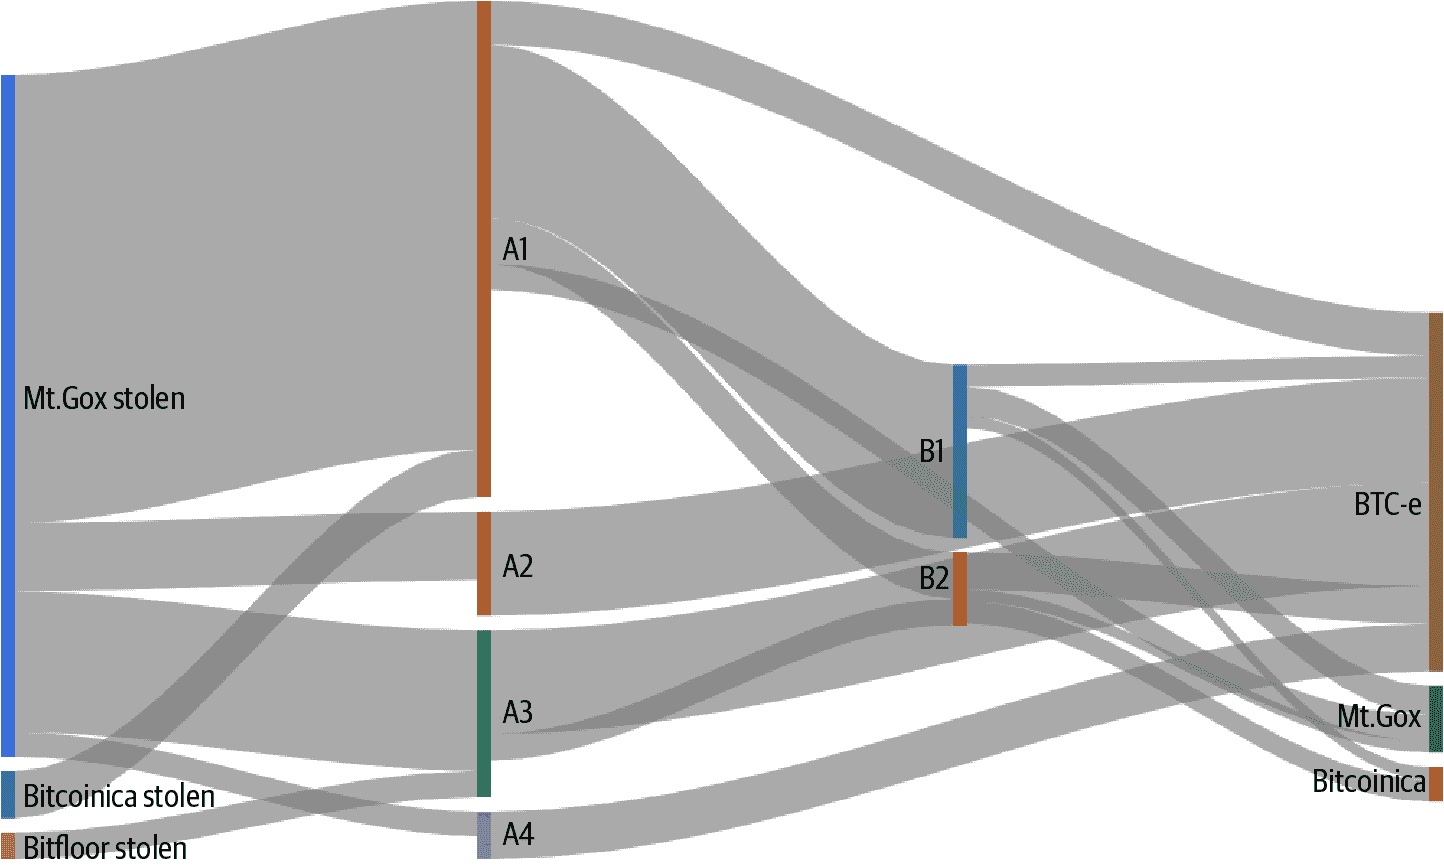 Mt.Gox stolen
Bitcoinica stolen
Bitfloor stolen
A1
A2
A3
A4
B1
B2
BTC-e
Mt.Gox
Bitcoinica